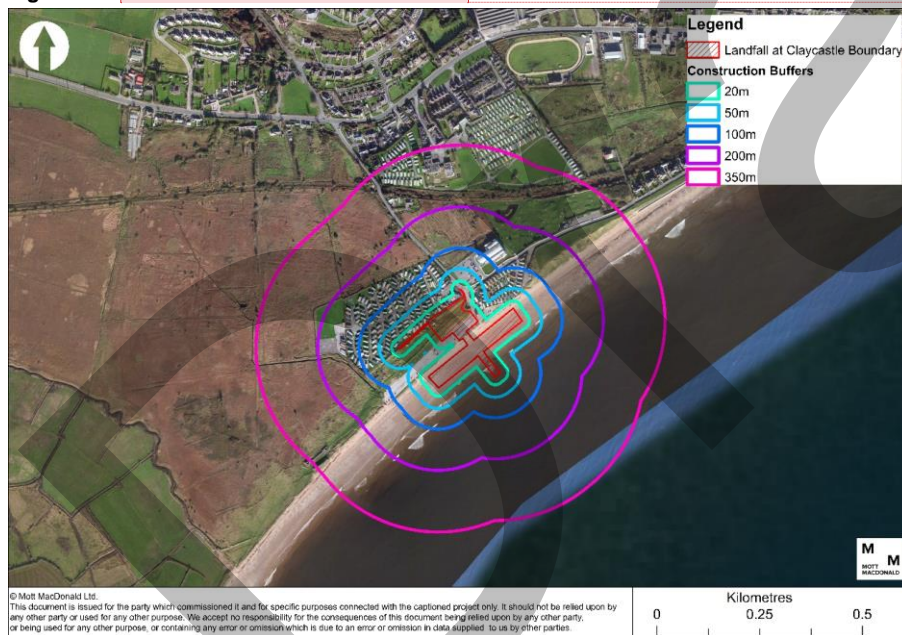 Legend
Landfall at Claycastle Boundary
Construction Buffers
20m
50m
100m
200m
350m
M
M
MOTT
MACDONALD
© Mott MacDonald Ltd.
This document is issued for the party which commissioned it and for specific purposes connected with the captioned project only. It should not be relied upon by
any other party or used for any other purpose. We accept no responsibility for the consequences of this document being relied upon by any other party,
or being used for any other purpose, or containing any error or omission which is due to an error or omission in data supplied to us by other parties.
Kilometres
0 0.25 0.5